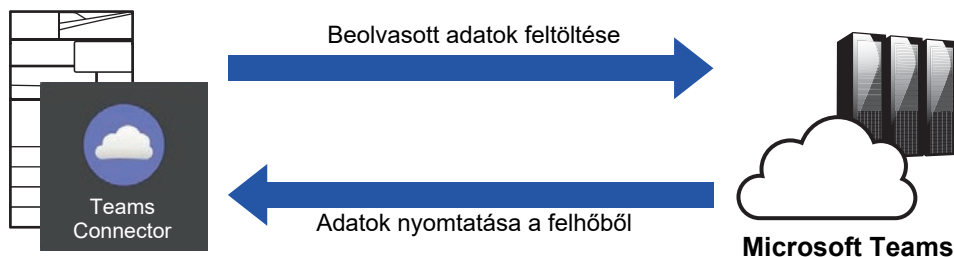 Beolvasott adatok feltöltése
Teams
Connector
Adatok nyomtatása a felhőből
Microsoft Teams